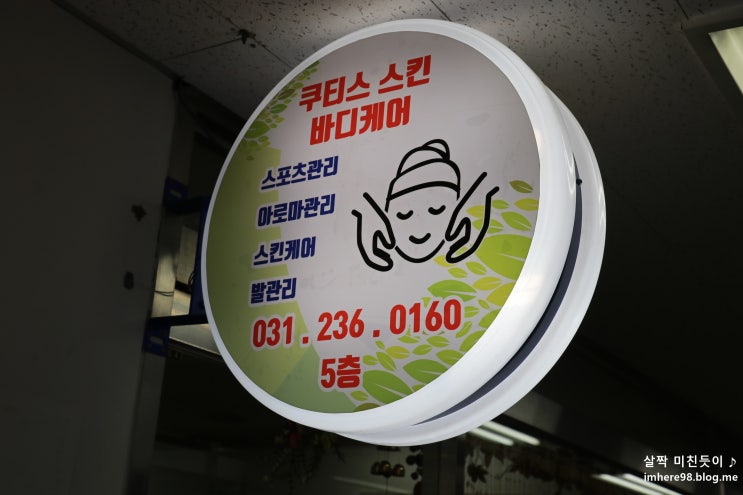 쿠티스 스킨
바디케어
스포츠관리
아로마관리
스킨케어
발관리
031 . 236 . 0160
5층
살짝 미친듯이 ♪
imhere98.blog.me